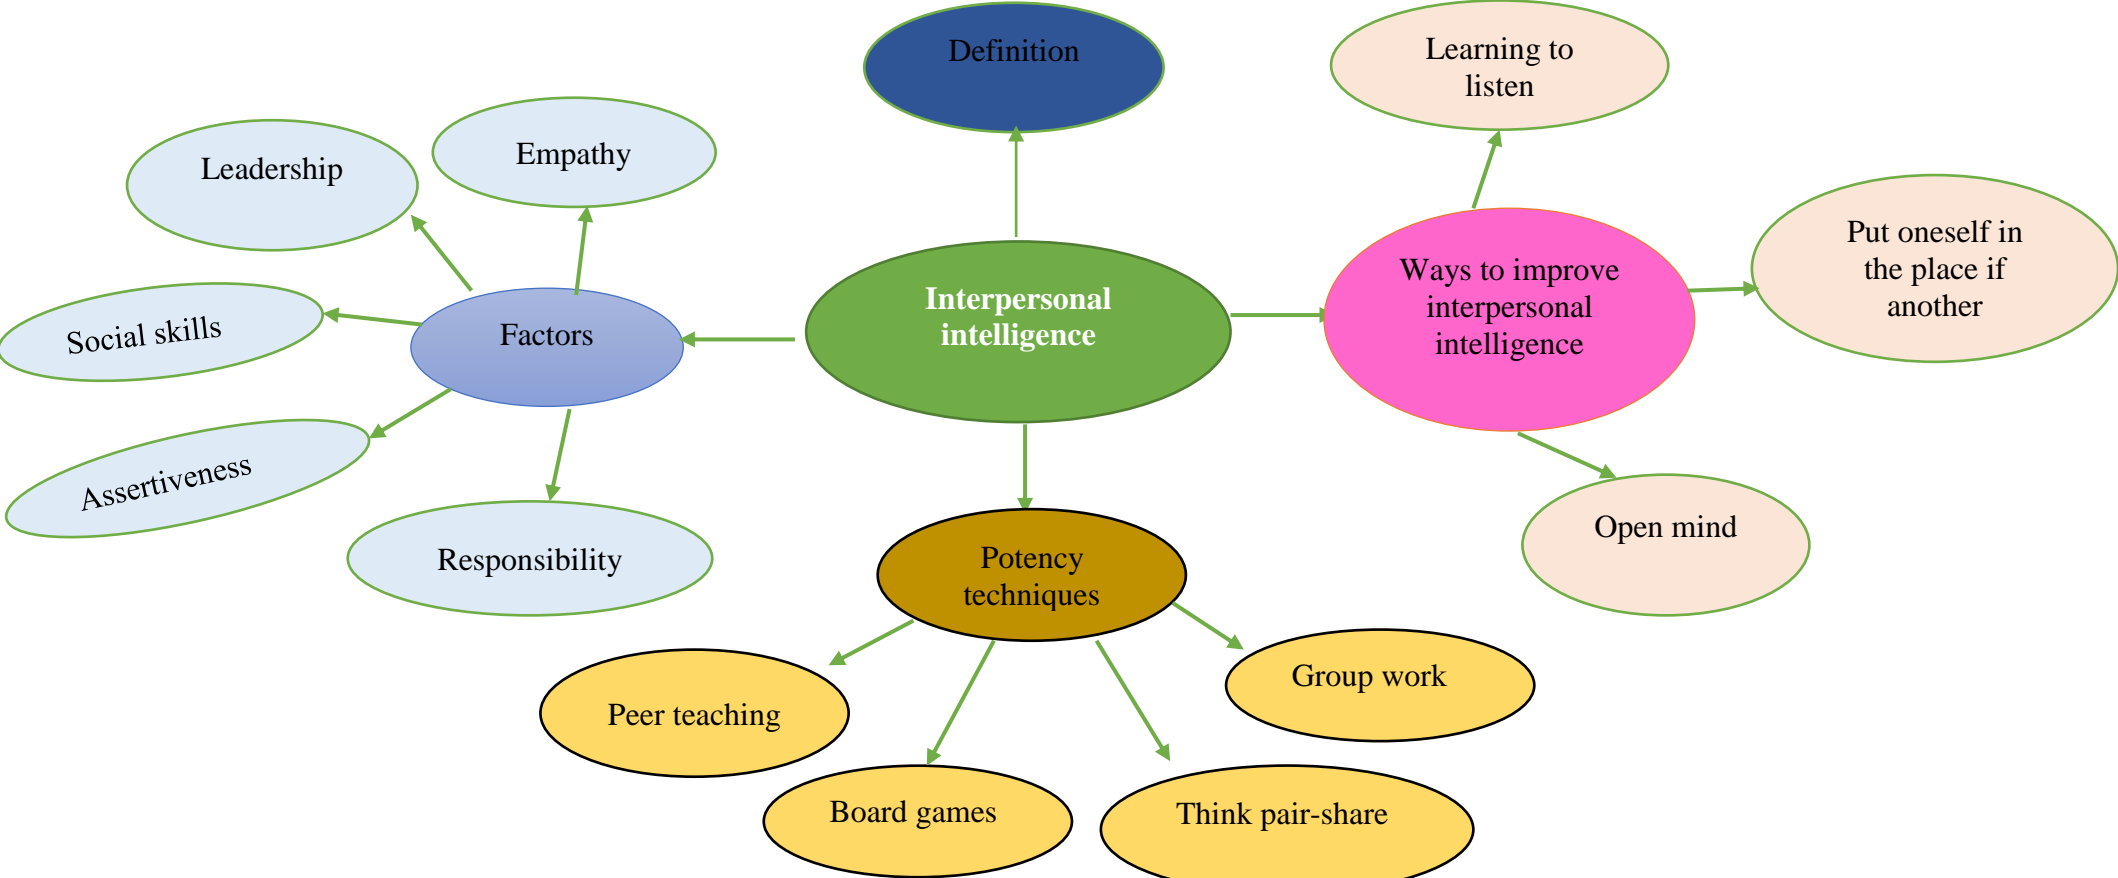 Definition
Learning to
listen
Leadership
Empathy
Put oneself in
the place if
another
Ways to improve
interpersonal
intelligence
Interpersonal
intelligence
Factors
Social skills
Assertiveness
Responsibility
Open mind
Potency
techniques
Group work
Peer teaching
Board games
Think pair-share